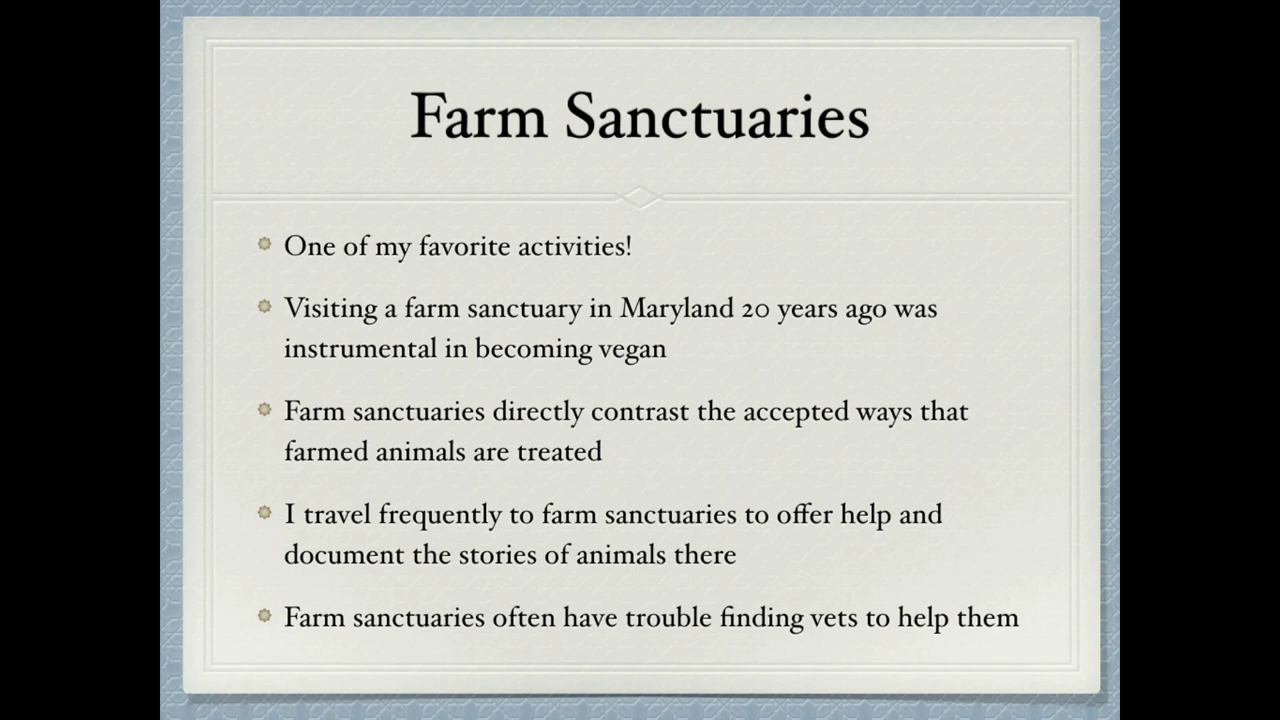 Farm Sanctuaries
One of my favorite activities!
Visiting a farm sanctuary in Maryland 20 years ago was
instrumental in becoming vegan
Farm sanctuaries directly contrast the accepted ways that
farmed animals are treated
I travel frequently to farm sanctuaries to offer help and
document the stories of animals there
Farm sanctuaries often have trouble finding vets to help them